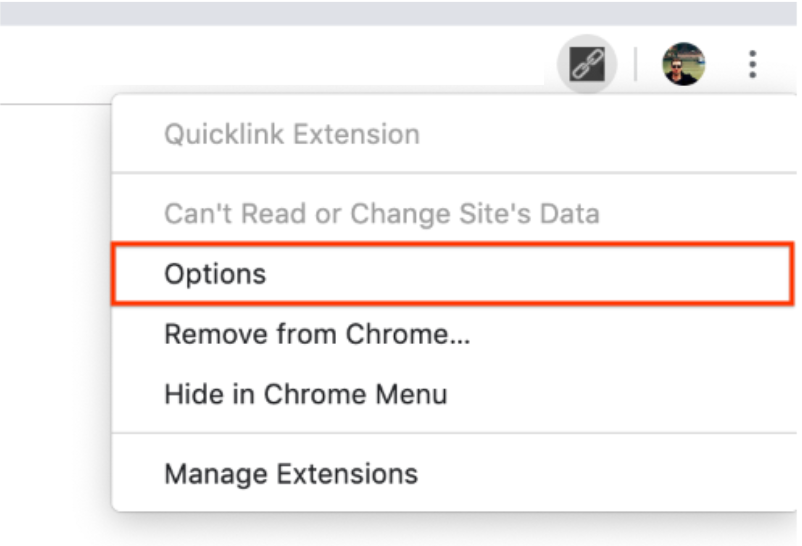 Quicklink Extension
Can't Read or Change Site's Data
Options
Remove from Chrome...
Hide in Chrome Menu
Manage Extensions